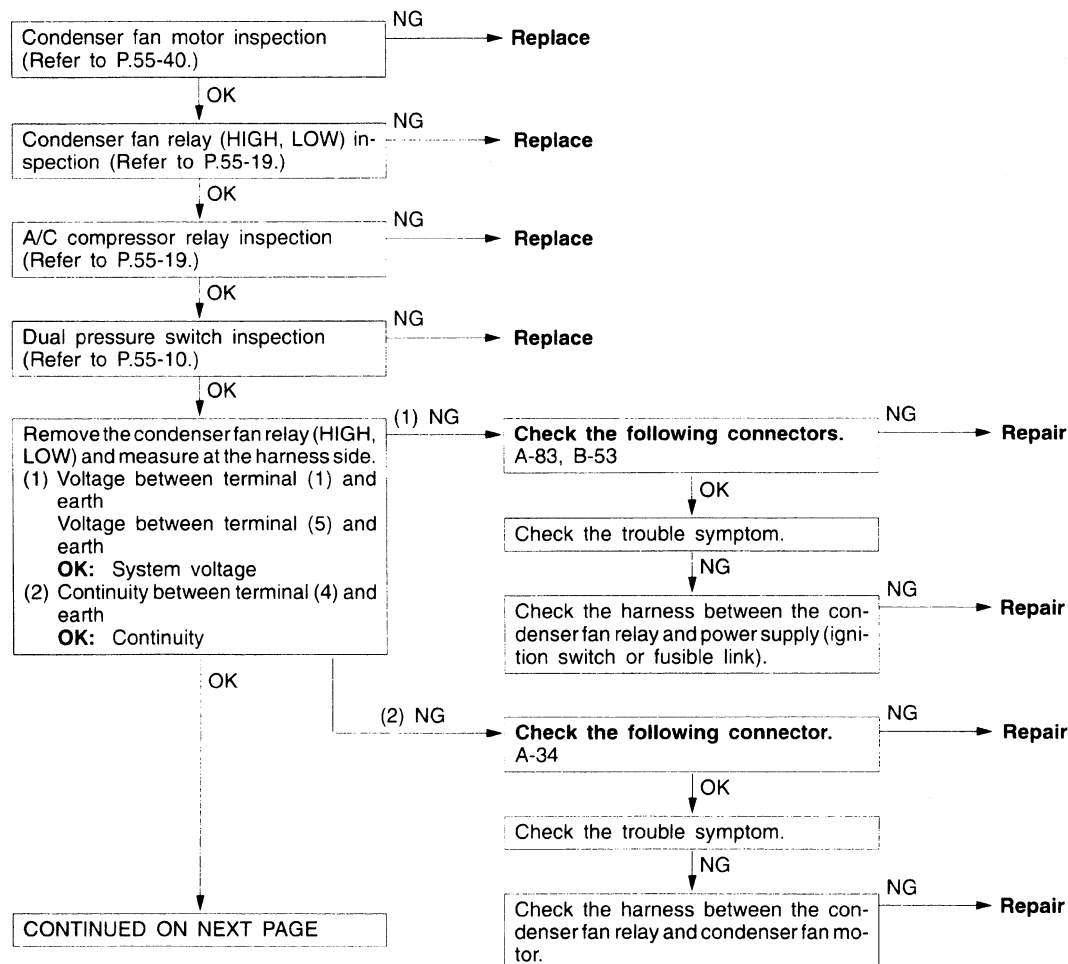 Condenser fan motor inspection
(Refer to P.55-40.)
NG
Replace
OK
Condenser fan relay (HIGH, LOW) in-
spection (Refer to P.55-19.)
NG
Replace
OK
A/C compressor relay inspection
(Refer to P.55-19.)
NG
Replace
OK
Dual pressure switch inspection
(Refer to P.55-10.)
NG
Replace
OK
Remove the condenser fan relay (HIGH,
LOW) and measure at the harness side.
(1) Voltage between terminal (1) and
earth
Voltage between terminal (5) and
earth
OK: System voltage
(2) Continuity between terminal (4) and
earth
OK: Continuity
(1) NG
Check the following connectors.
A-83, B-53
NG
Repair
OK
Check the trouble symptom.
NG
Check the harness between the con-
denser fan relay and power supply (igni-
tion switch or fusible link).
NG
Repair
(2) NG
Check the following connector.
A-34
NG
Repair
OK
Check the trouble symptom.
NG
Check the harness between the con-
denser fan relay and condenser fan mo-
tor.
NG
Repair
OK
CONTINUED ON NEXT PAGE